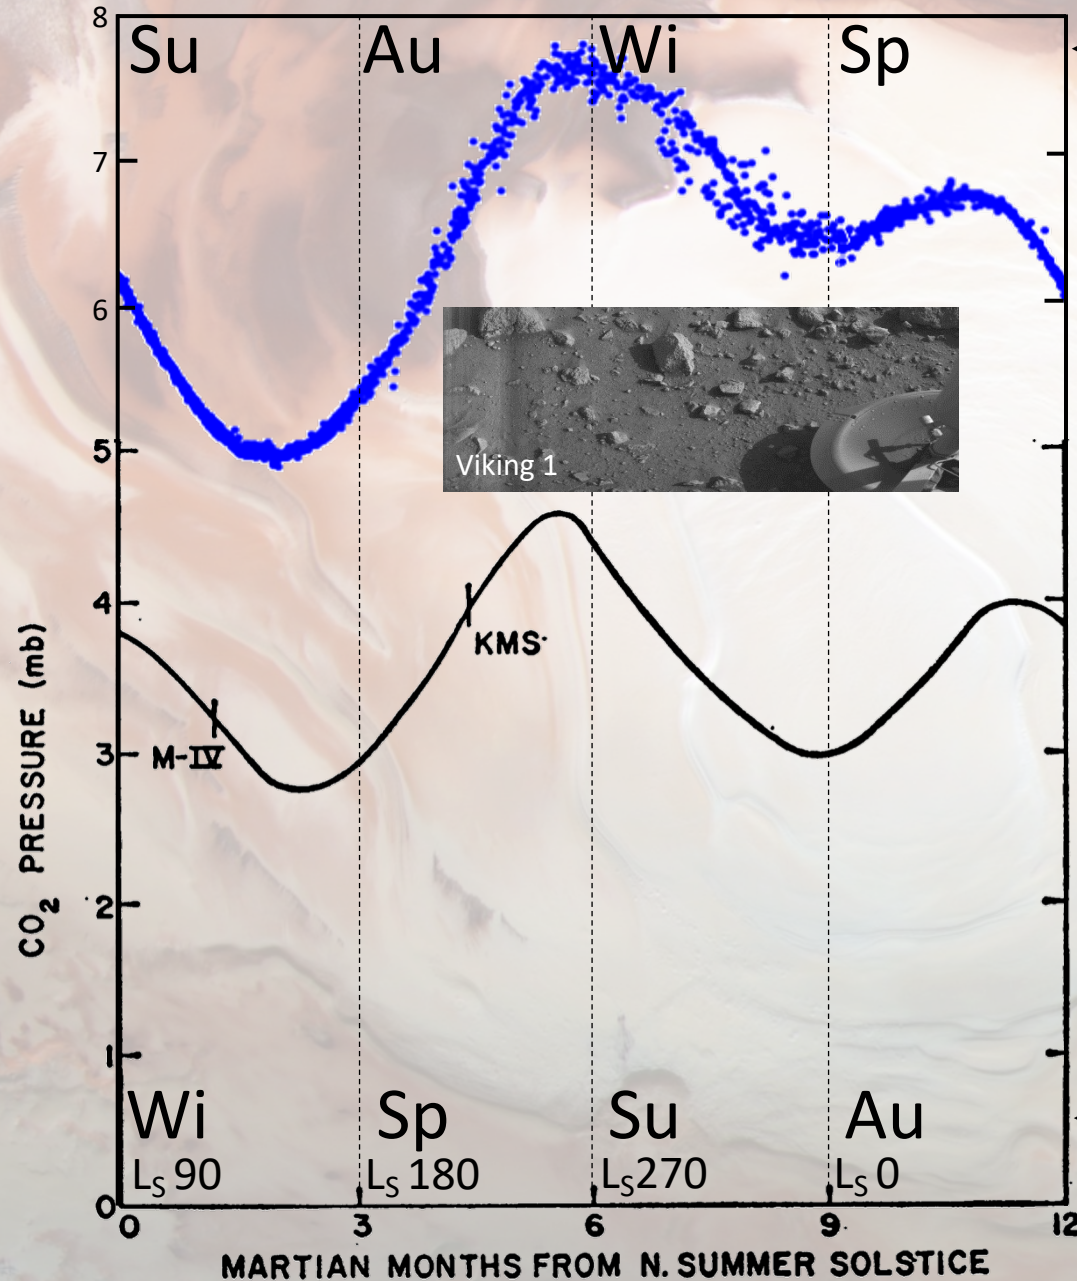 8
Su Au Wi Sp
7
6
5
Viking 1
4
KMS
3
M-IV
2
1
Wi Sp Su Au
LS 90 LS 180 LS 270 LS 0
0
0 3 6 9 12
CO2 PRESSURE (mb)
MARTIAN MONTHS FROM N. SUMMER SOLSTICE